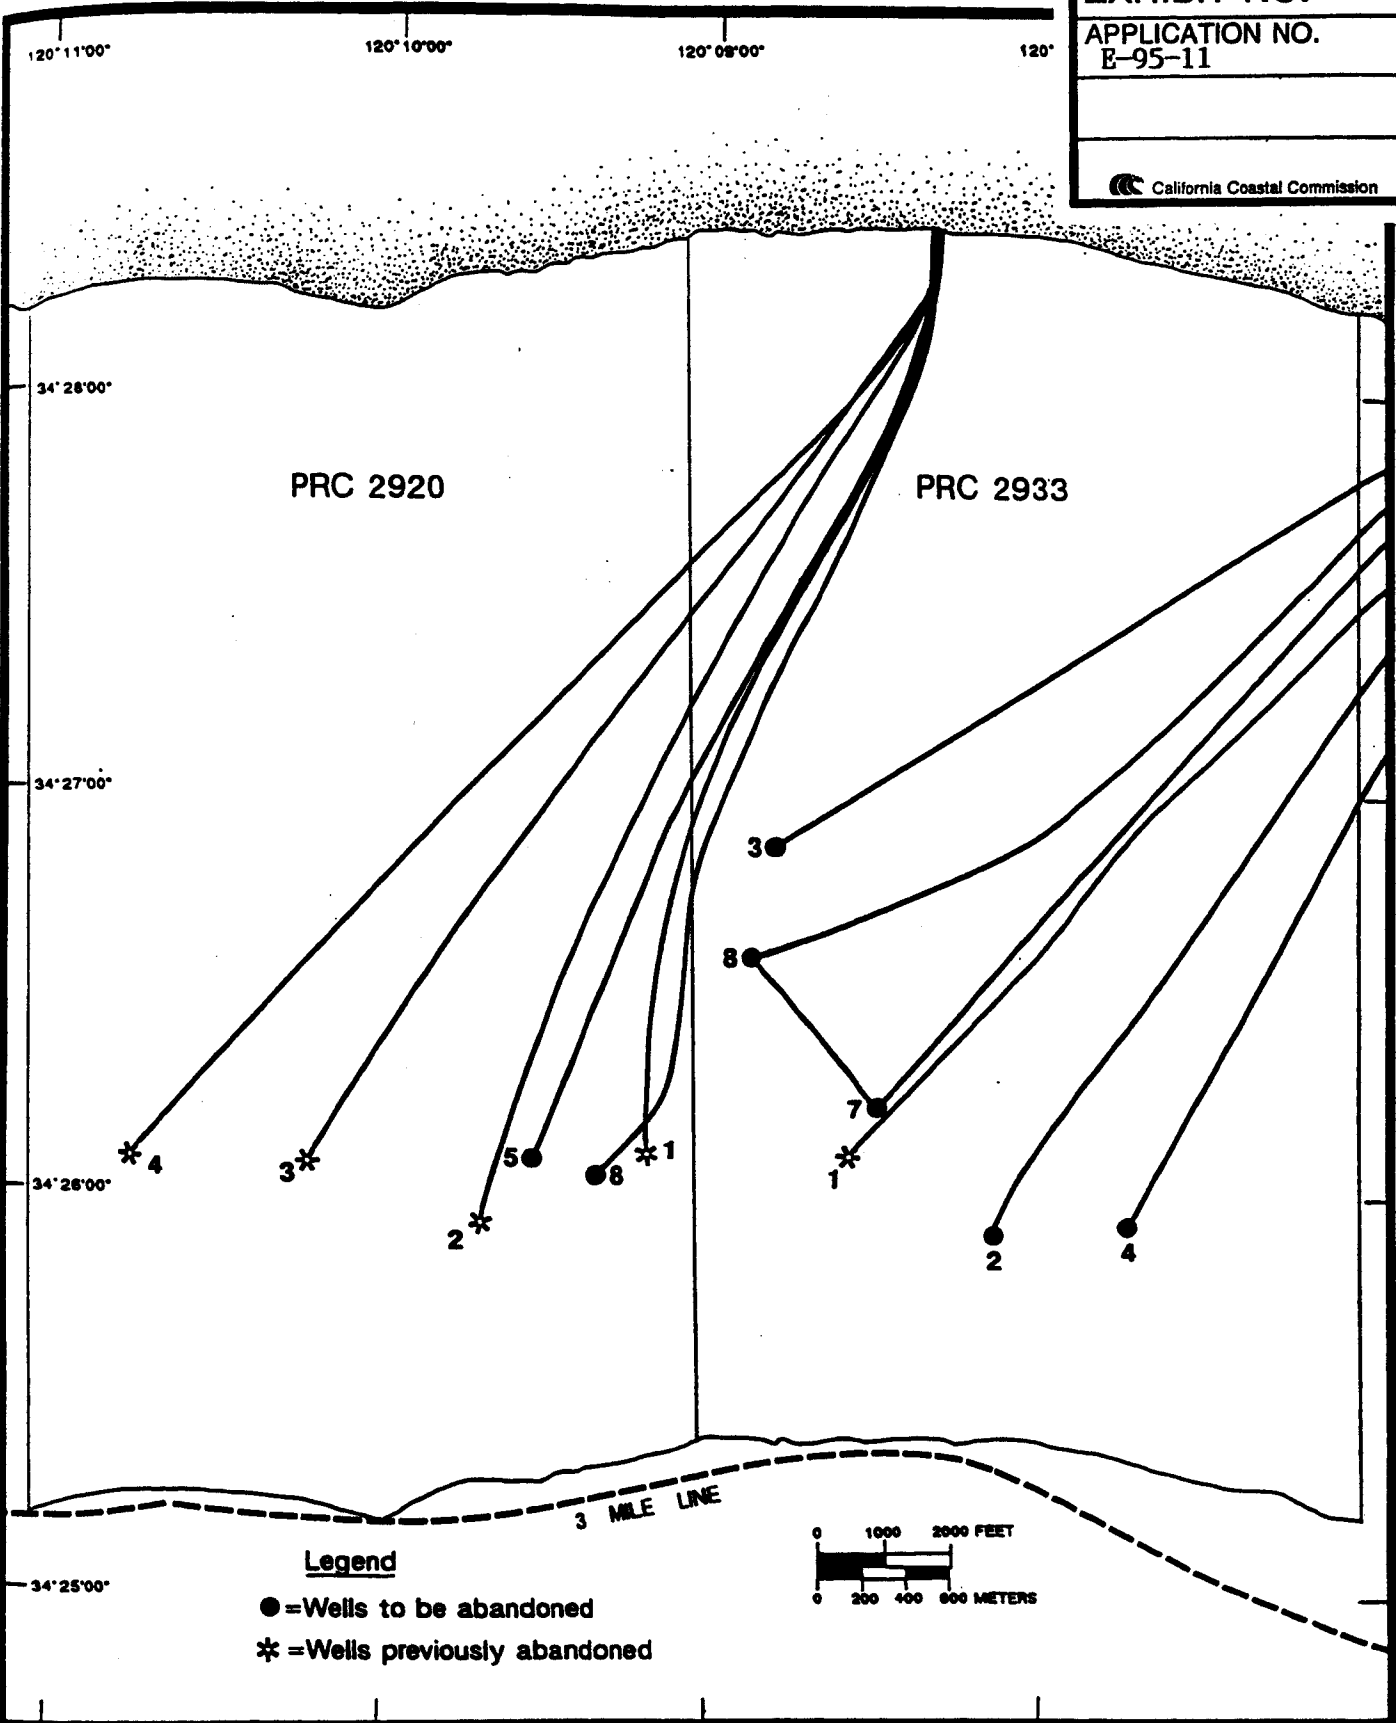 APPLICATION NO.
E-95-11
California Coastal Commission
120°11'00"
120°10'00"
120°09'00"
120°
34°28'00"
PRC 2920
PRC 2933
34°27'00"
3
8
7
1
2
4
4
3
2
5
8
1
34°26'00"
3 MILE LINE
0 1000 2000 FEET
0 200 400 600 METERS
Legend
=Wells to be abandoned
=Wells previously abandoned
34°25'00"